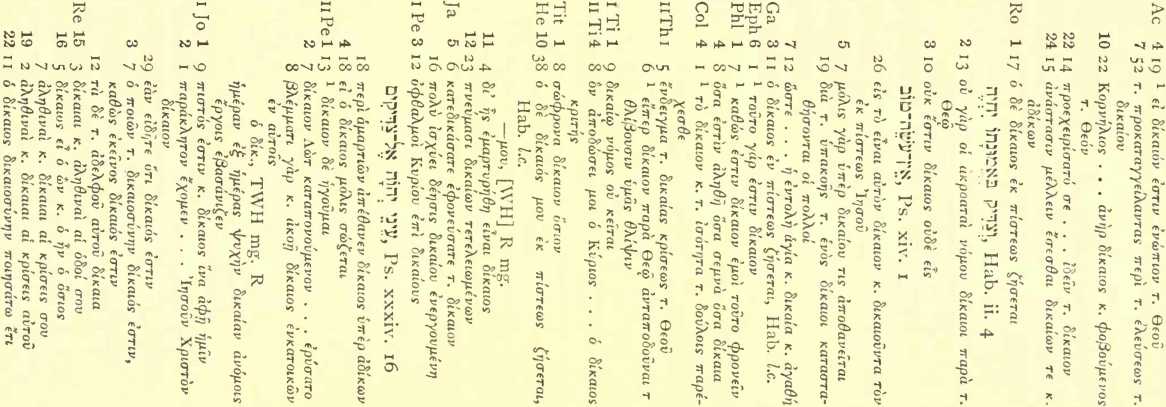 Ac 4 19 1 εἰ δίκαιόν ἐστιν ἐνώπιον τ. Θεοῦ
7 52 τ. προκαταγγείλαντας περὶ τ. ἐλεύσεως τ.
δικαίου
10 22 Κορνήλιος . . . ἀνὴρ δίκαιος κ. φοβούμενος
τ. Θεόν
22 14 προεχειρίσατό σε . . ἰδεῖν τ. δίκαιον
24 15 ἀνάστασιν μέλλειν ἔσεσθαι δικαίων τε κ.
ἀδίκων
Ro 1 17 ὁ δὲ δίκαιος ἐκ πίστεως ζήσεται
וְצַדִּיק בֶּאֱמוּנָתוֹ יִחְיֶה, Hab. ii. 4
2 13 οὐ γὰρ οἱ ἀκροαταὶ νόμου δίκαιοι παρὰ τ.
Θεῷ
3 10 οὐκ ἔστιν δίκαιος οὐδὲ εἷς
אֵין עֹשֵׂה־טוֹב, Ps. xiv. 1
26 εἰς τὸ εἶναι αὐτὸν δίκαιον κ. δικαιοῦντα τὸν
ἐκ πίστεως Ἰησοῦ
5 7 μόλις γὰρ ὑπὲρ δικαίου τις ἀποθανεῖται
19 διὰ τ. ὑπακοῆς τ. ἑνὸς δίκαιοι καταστα-
θήσονται οἱ πολλοί
7 12 ὥστε . . . ἡ ἐντολὴ ἁγία κ. δικαία κ. ἀγαθή
Ga 3 11 ὁ δίκαιος ἐκ πίστεως ζήσεται, Hab. l.c.
Eph 6 1 1 τοῦτο γάρ ἐστιν δίκαιον
Phl 1 7 1 καθώς ἐστιν δίκαιον ἐμοὶ τοῦτο φρονεῖν
4 8 ὅσα ἐστὶν ἀληθῆ ὅσα σεμνὰ ὅσα δίκαια
Col 4 1 1 τὸ δίκαιον κ. τ. ἰσότητα τ. δούλοις παρέ-
χεσθε
II Th 1 5 ἔνδειγμα τ. δικαίας κρίσεως τ. Θεοῦ
6 1 εἴπερ δίκαιον παρὰ Θεῷ ἀνταποδοῦναι τ
θλίβουσιν ὑμᾶς θλῖψιν
I Ti 1 9 δικαίῳ νόμος οὐ κεῖται
II Ti 4 8 ὃν ἀποδώσει μοι ὁ Κύριος . . . ὁ δίκαιος
κριτής
Tit 1 8 σώφρονα δίκαιον ὅσιον
He 10 38 ὁ δὲ δίκαιός μου ἐκ πίστεως ζήσεται,
Hab. l.c.
—μου, [WH] R mg.
11 4 δι᾽ ἧς ἐμαρτυρήθη εἶναι δίκαιος
12 23 πνεύμασι δικαίων τετελειωμένων
Ja 5 6 κατεδικάσατε ἐφονεύσατε τ. δίκαιον
16 πολὺ ἰσχύει δέησις δικαίου ἐνεργουμένη
I Pe 3 12 ὀφθαλμοὶ Κυρίου ἐπὶ δικαίους
עֵינֵי יְהוָה אֶל־צַדִּיקִים, Ps. xxxiv. 16
18 περὶ ἁμαρτιῶν ἀπέθανεν δίκαιος ὑπὲρ ἀδίκων
4 18 εἰ ὁ δίκαιος μόλις σώζεται
II Pe 1 13 1 δίκαιον δὲ ἡγοῦμαι
2 7 δίκαιον Λὼτ καταπονούμενον . . ἐρύσατο
8 βλέμματι γὰρ κ. ἀκοῇ δίκαιος ἐνκατοικῶν
ἐν αὐτοῖς
ὁ δίκ., TWH mg. R
ἡμέραν ἐξ ἡμέρας ψυχὴν δικαίαν ἀνόμοις
ἔργοις ἐβασάνιζεν
I Jo 1 9 πιστός ἐστιν κ. δίκαιος ἵνα ἀφῇ ἡμῖν
2 1 παράκλητον ἔχομεν . . Ἰησοῦν Χριστὸν
δίκαιον
29 ἐὰν εἰδῆτε ὅτι δίκαιός ἐστιν
3 7 ὁ ποιῶν τ. δικαιοσύνην δίκαιός ἐστιν,
καθὼς ἐκεῖνος δίκαιός ἐστιν
12 τὰ δὲ τ. ἀδελφοῦ αὐτοῦ δίκαια
Re 15 3 δίκαιαι κ. ἀληθιναὶ αἱ ὁδοί σου
16 5 δίκαιος εἶ ὁ ὢν κ. ὁ ἦν ὁ ὅσιος
7 ἀληθιναὶ κ. δίκαιαι αἱ κρίσεις σου
19 2 ἀληθιναὶ κ. δίκαιαι αἱ κρίσεις αὐτοῦ
22 11 ὁ δίκαιος δικαιοσύνην ποιησάτω ἔτι